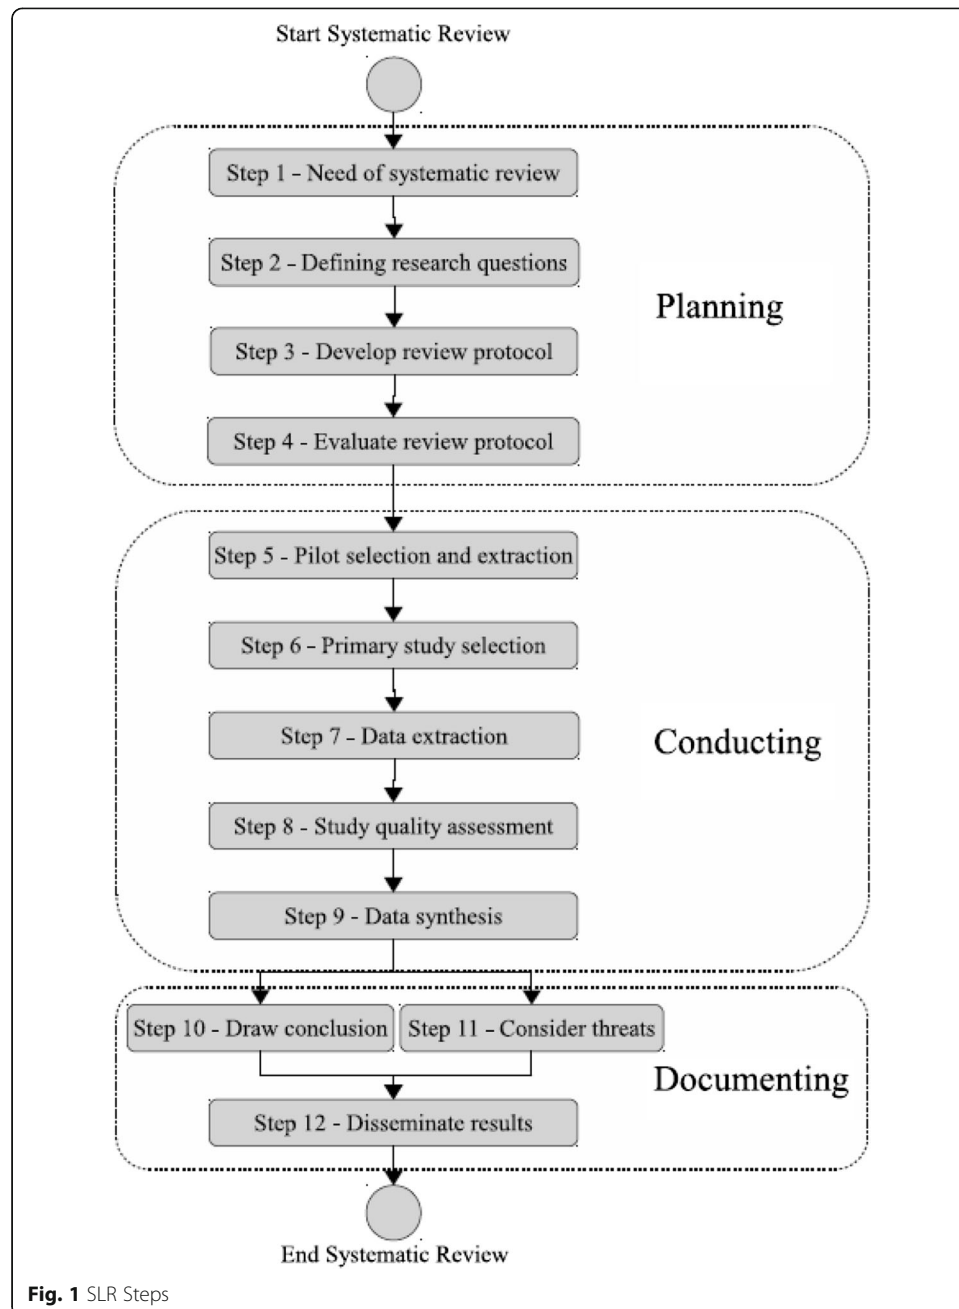 Start Systematic Review
Step 1 - Need of systematic review
Step 2 - Defining research questions
Planning
Step 3 - Develop review protocol
Step 4 - Evaluate review protocol
Step 5 - Pilot selection and extraction
Step 6 - Primary study selection
Step 7 - Data extraction
Conducting
Step 8 - Study quality assessment
Step 9 - Data synthesis
Step 10 - Draw conclusion
Step 11 - Consider threats
Documenting
Step 12 - Disseminate results
End Systematic Review
Fig. 1 SLR Steps